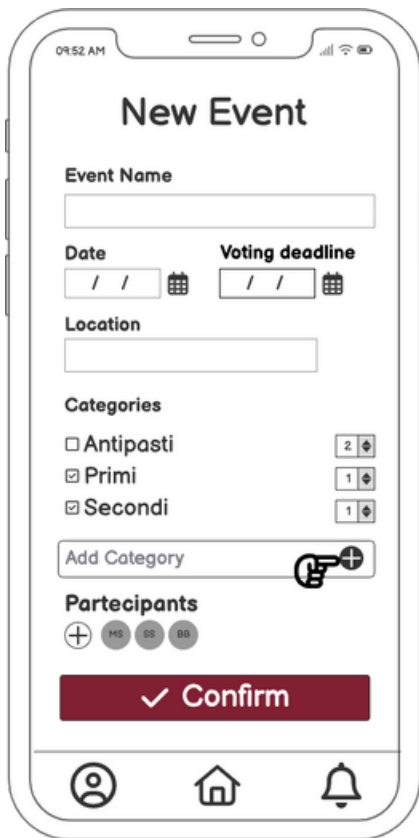 09:52 AM
New Event
Event Name
Date Voting deadline
/ / / /
Location
Categories
Antipasti 2
Primi 1
Secondi 1
Add Category
Partecipants
MS SS BB
Confirm